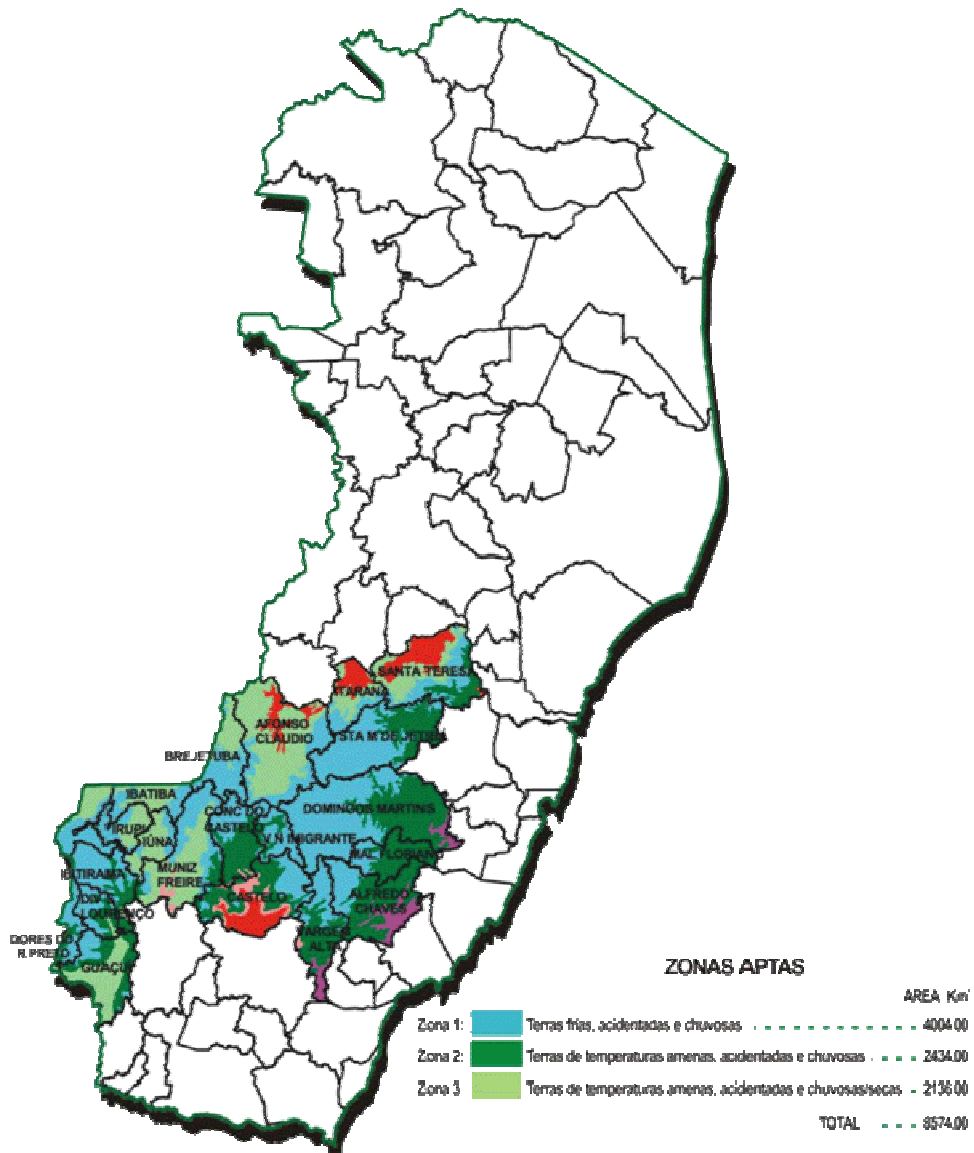 SANTA TERESA
ITARANA
AFONSO
CLAUDIO
STA M DE JETIBA
BREJETUBA
IBATIBA
CONC DO
CASTELO
DOMINGOS MARTINS
IRUPI
IUNA
V N IMIGRANTE
MAL FLORIANO
IBITIRAMA
MUNIZ
FREIRE
CASTELO
ALFREDO
CHAVES
DIV S
LOURENÇO
VARGEM
ALTA
DORES DO
R. PRETO
GUAÇUI
ZONAS APTAS
AREA Km²
Zona 1: Terras frias, acidentadas e chuvosas 4004.00
Zona 2: Terras de temperaturas amenas, acidentadas e chuvosas 2434.00
Zona 3 Terras de temperaturas amenas, acidentadas e chuvosas/secas 2136.00
TOTAL 8574.00